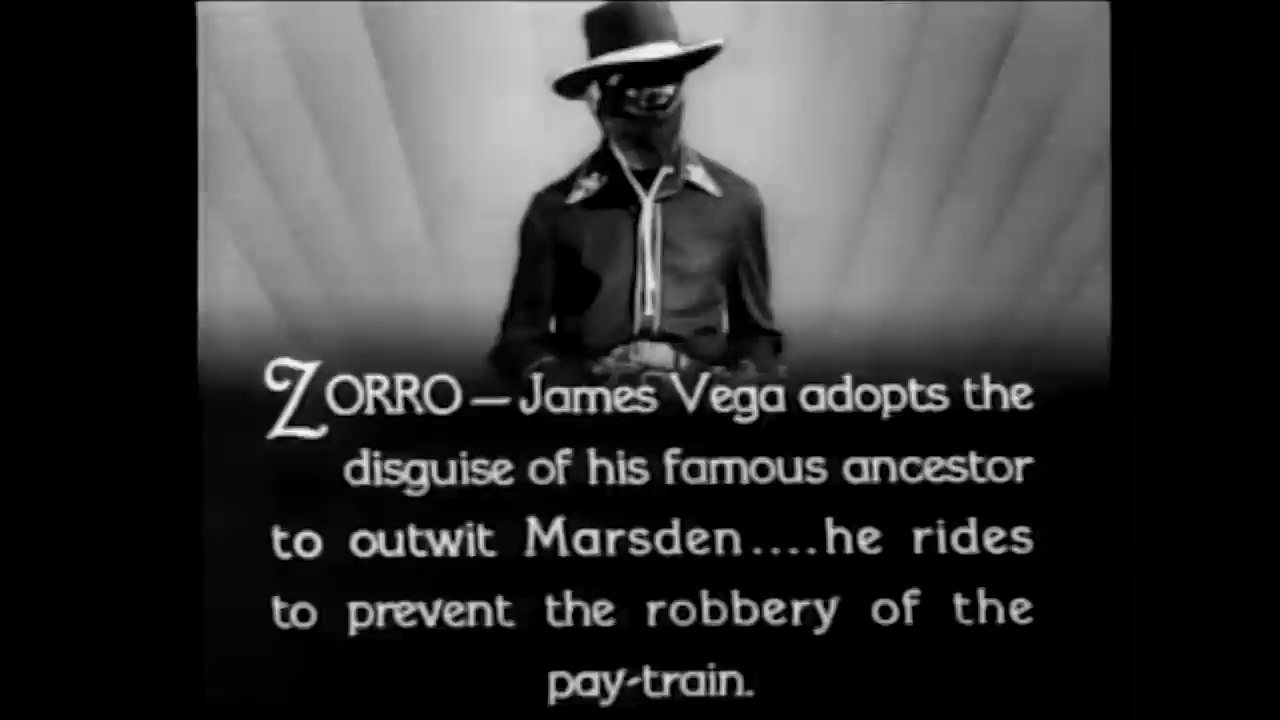 ZORRO — James Vega adopts the
disguise of his famous ancestor
to outwit Marsden....he rides
to prevent the robbery of the
pay-train.